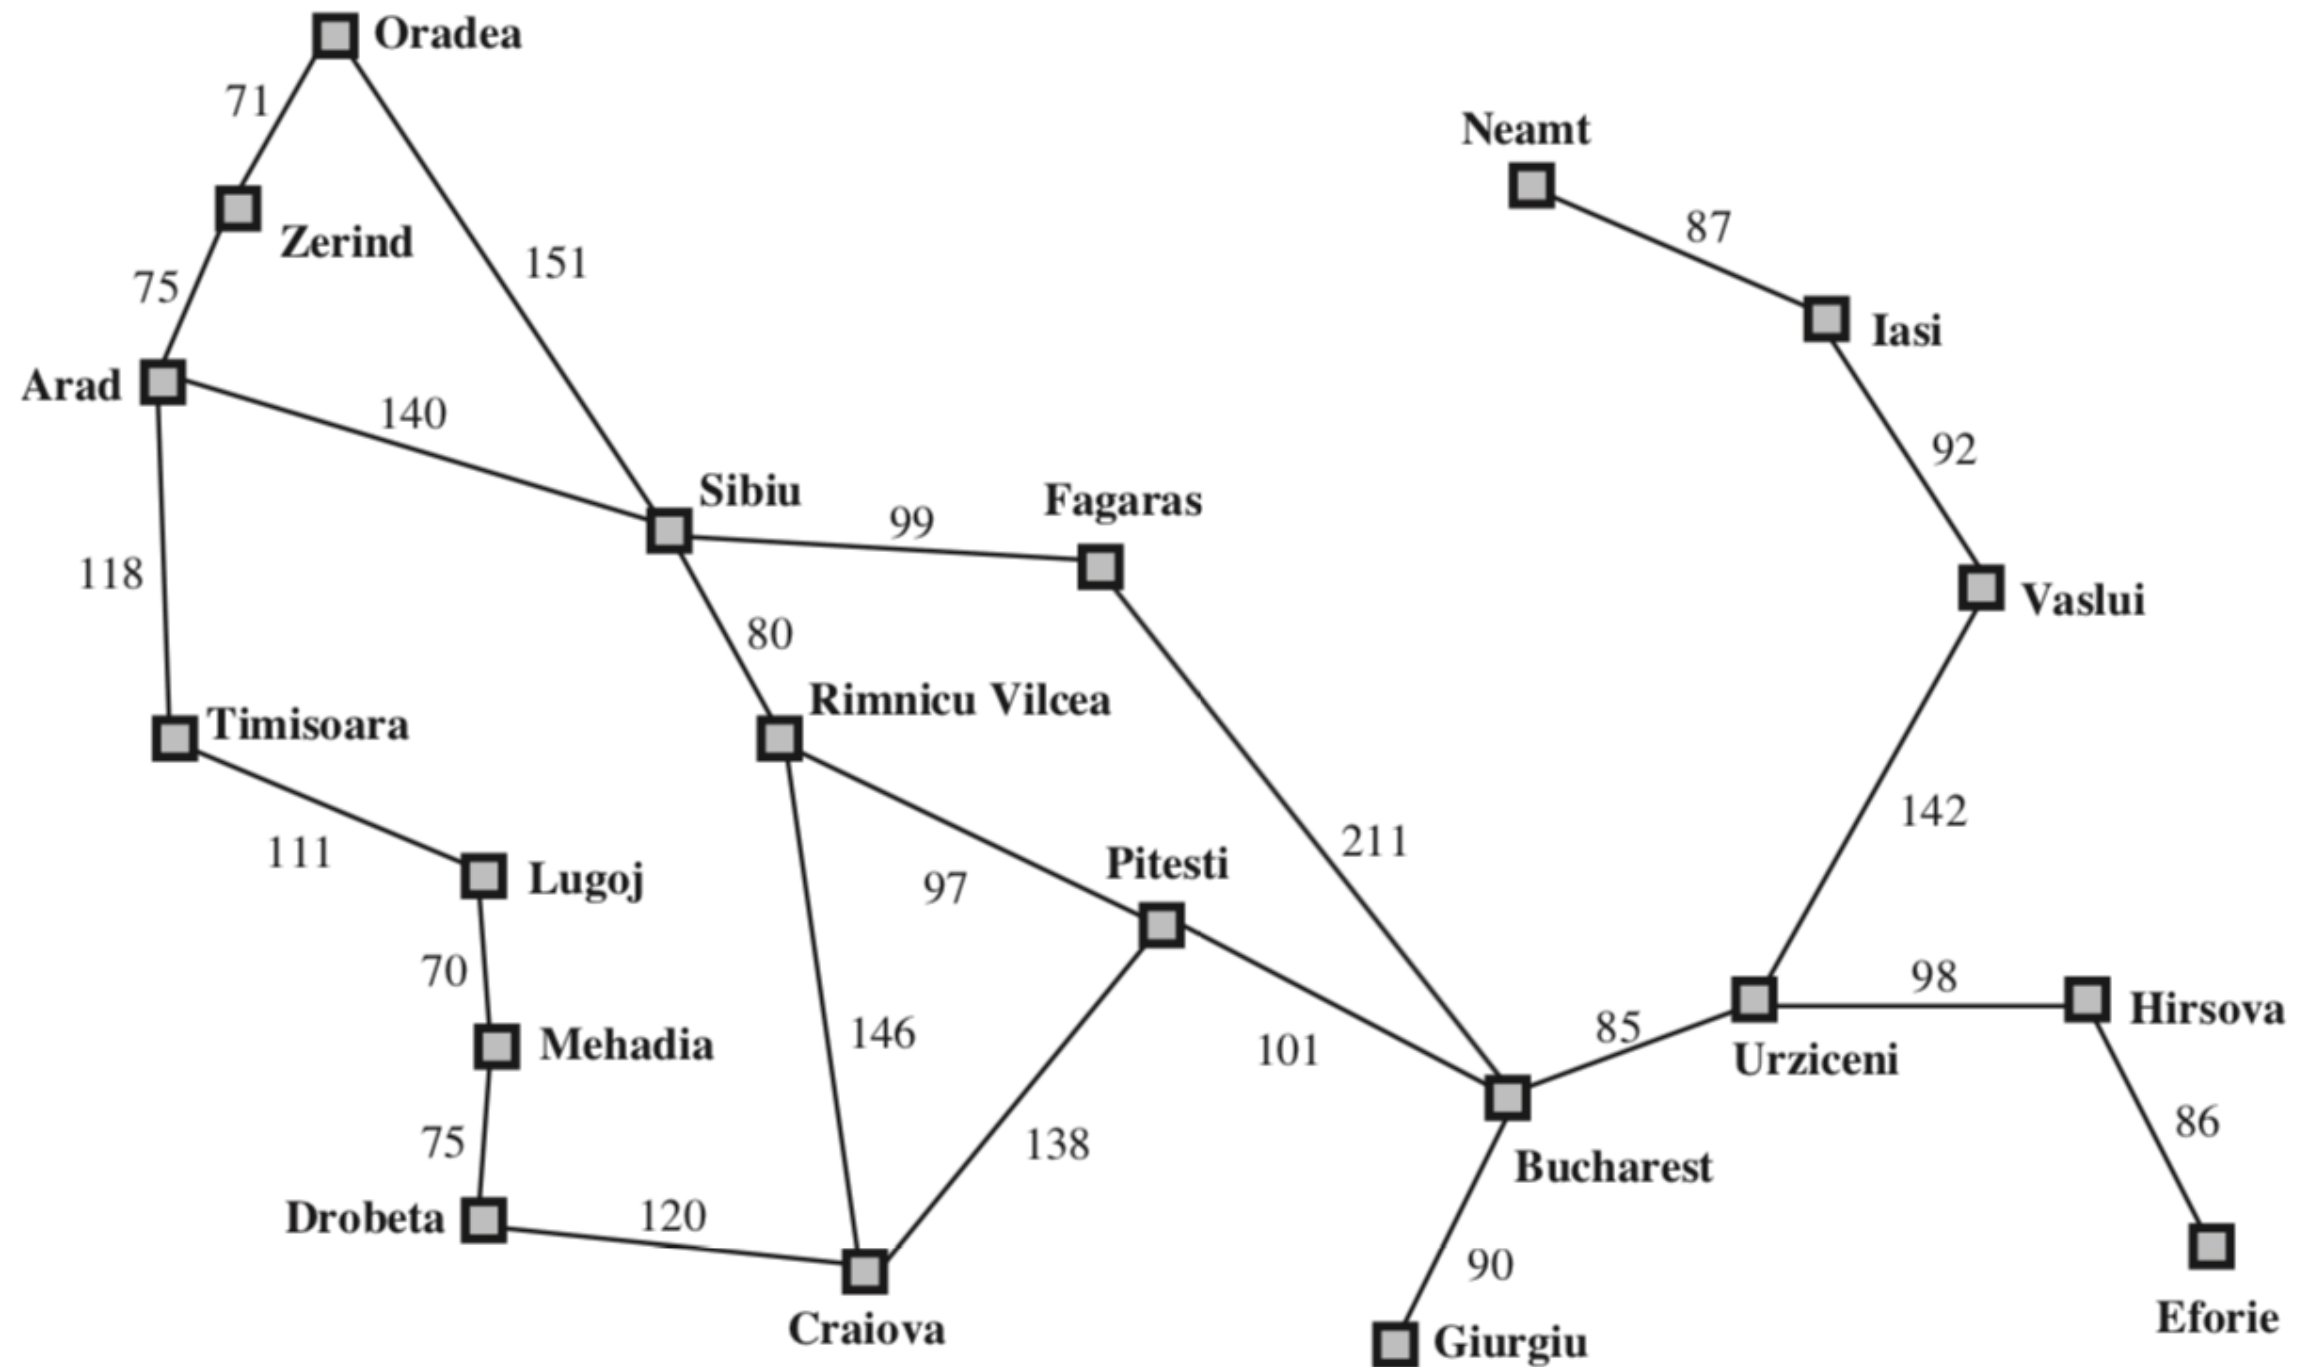 Oradea
71
Neamt
87
Zerind
151
75
Iasi
Arad
140
92
Sibiu
99
Fagaras
118
80
Vaslui
Timisoara
Rimnicu Vilcea
142
211
111
Lugoj
97
Pitesti
70
98
Hirsova
Mehadia
146
101
85
Urziceni
86
75
138
Bucharest
Drobeta
120
90
Eforie
Craiova
Giurgiu